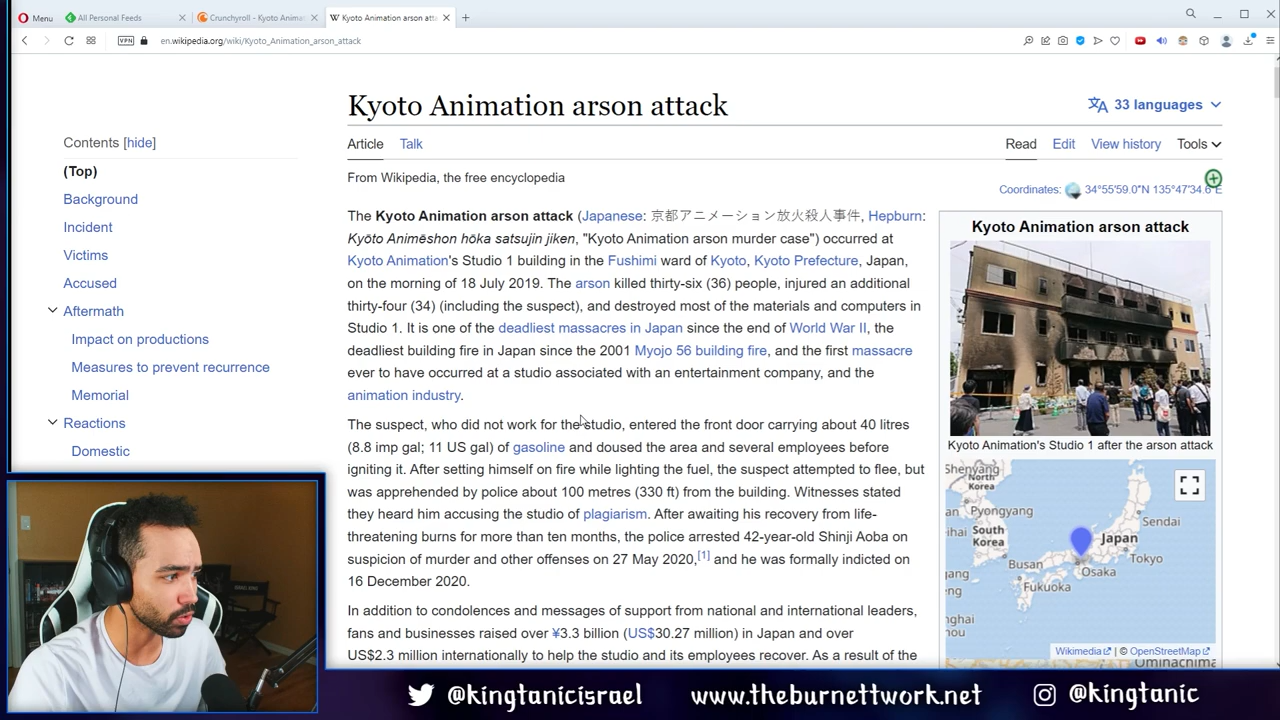 Menu
All Personal Feeds
Crunchyroll - Kyoto Animat
Kyoto Animation arson atta
VPN
en.wikipedia.org/wiki/Kyoto_Animation_arson_attack
Kyoto Animation arson attack
33 languages
Contents [hide]
(Top)
Background
Incident
Victims
Accused
Aftermath
Impact on productions
Measures to prevent recurrence
Memorial
Reactions
Domestic
Article Talk
Read Edit View history Tools
From Wikipedia, the free encyclopedia
Coordinates: 34°55′59.0″N 135°47′34.6″E
The Kyoto Animation arson attack (Japanese: 京都アニメーション放火殺人事件, Hepburn:
Kyōto Animēshon hōka satsujin jiken, "Kyoto Animation arson murder case") occurred at
Kyoto Animation's Studio 1 building in the Fushimi ward of Kyoto, Kyoto Prefecture, Japan,
on the morning of 18 July 2019. The arson killed thirty-six (36) people, injured an additional
thirty-four (34) (including the suspect), and destroyed most of the materials and computers in
Studio 1. It is one of the deadliest massacres in Japan since the end of World War II, the
deadliest building fire in Japan since the 2001 Myojo 56 building fire, and the first massacre
ever to have occurred at a studio associated with an entertainment company, and the
animation industry.
The suspect, who did not work for the studio, entered the front door carrying about 40 litres
(8.8 imp gal; 11 US gal) of gasoline and doused the area and several employees before
igniting it. After setting himself on fire while lighting the fuel, the suspect attempted to flee, but
was apprehended by police about 100 metres (330 ft) from the building. Witnesses stated
they heard him accusing the studio of plagiarism. After awaiting his recovery from life-
threatening burns for more than ten months, the police arrested 42-year-old Shinji Aoba on
suspicion of murder and other offenses on 27 May 2020,[1] and he was formally indicted on
16 December 2020.
In addition to condolences and messages of support from national and international leaders,
fans and businesses raised over ¥3.3 billion (US$30.27 million) in Japan and over
US$2.3 million internationally to help the studio and its employees recover. As a result of the
Kyoto Animation arson attack
Kyoto Animation's Studio 1 after the arson attack
Shenyang
North
Korea
Pyongyang
South
Korea
Busan
Fukuoka
Sendai
Japan
Tokyo
Osaka
gang
hou
Wikimedia | © OpenStreetMap
Ominachima
@kingtanicisrael
www.theburnettwork.net
@kingtanic